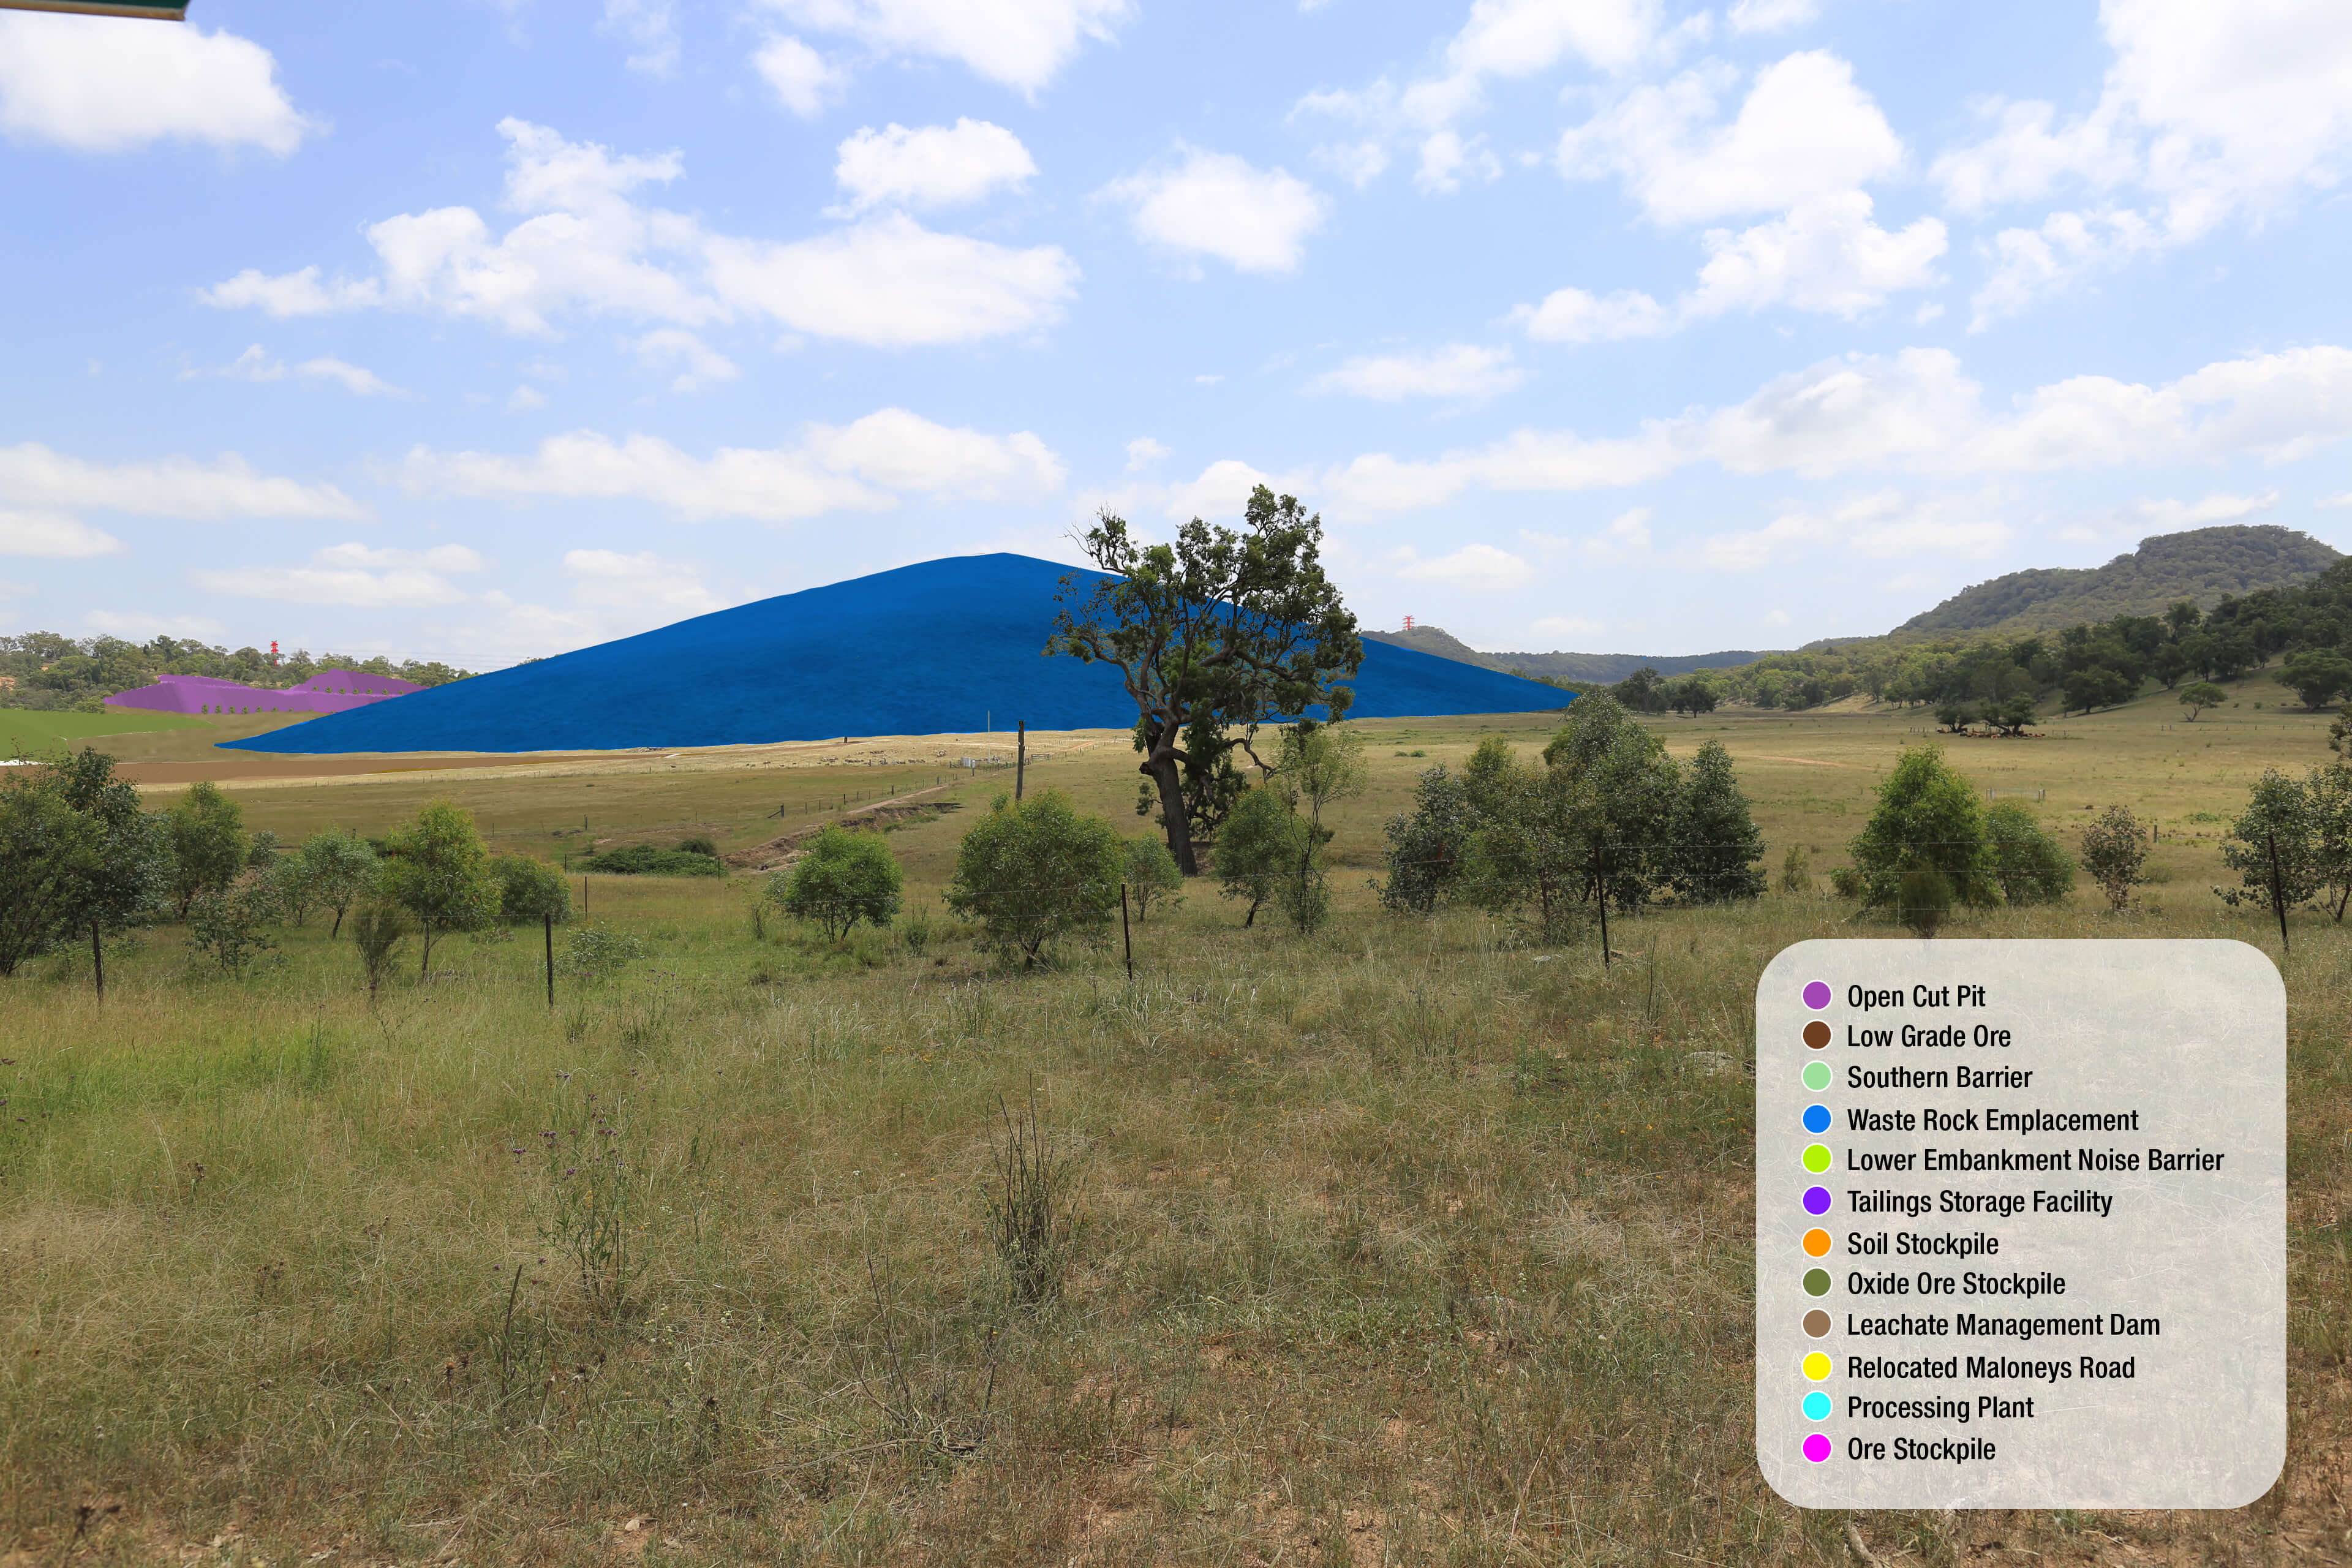 Open Cut Pit
Low Grade Ore
Southern Barrier
Waste Rock Emplacement
Lower Embankment Noise Barrier
Tailings Storage Facility
Soil Stockpile
Oxide Ore Stockpile
Leachate Management Dam
Relocated Maloneys Road
Processing Plant
Ore Stockpile